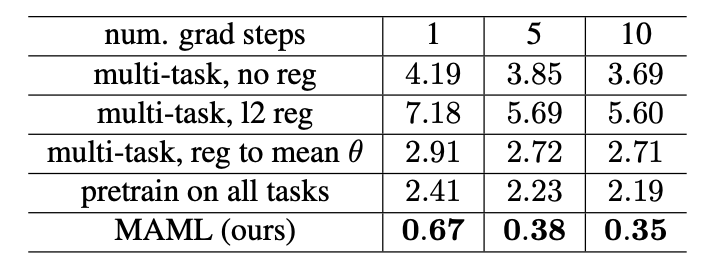 num. grad steps 1 5 10
multi-task, no reg 4.19 3.85 3.69
multi-task, l2 reg 7.18 5.69 5.60
multi-task, reg to mean θ 2.91 2.72 2.71
pretrain on all tasks 2.41 2.23 2.19
MAML (ours) 0.67 0.38 0.35